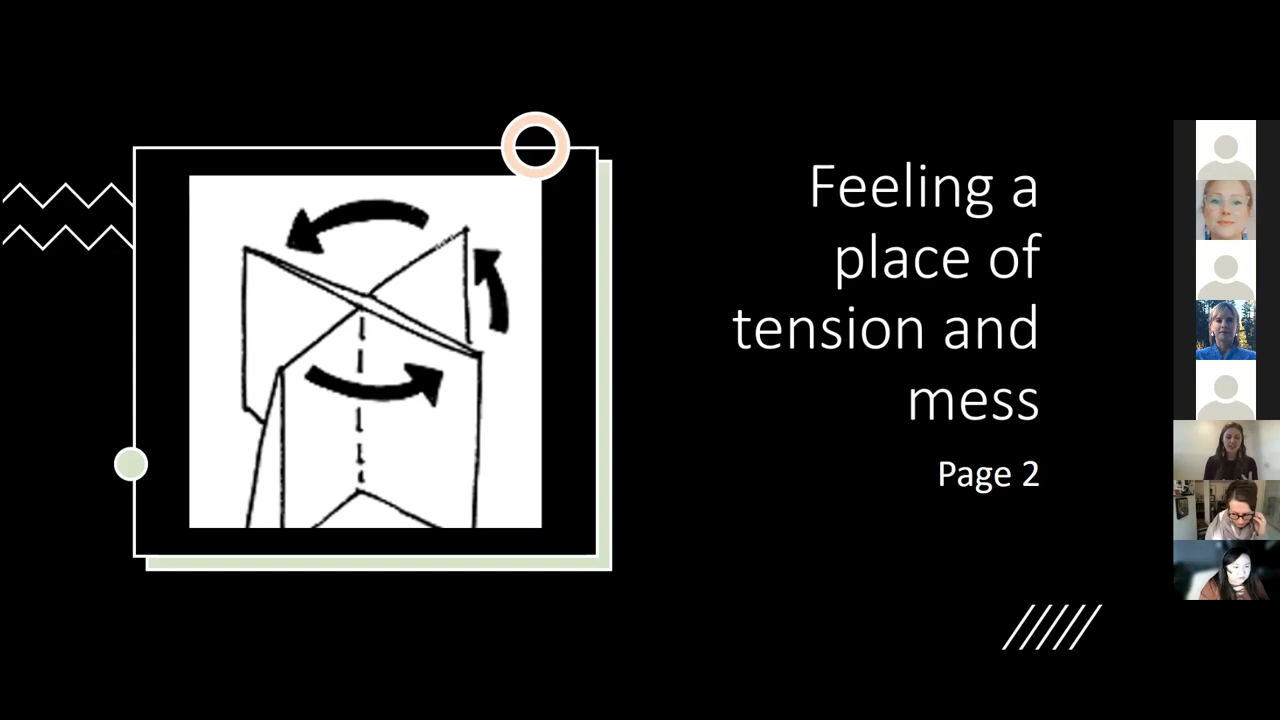 Feeling a
place of
tension and
mess
Page 2